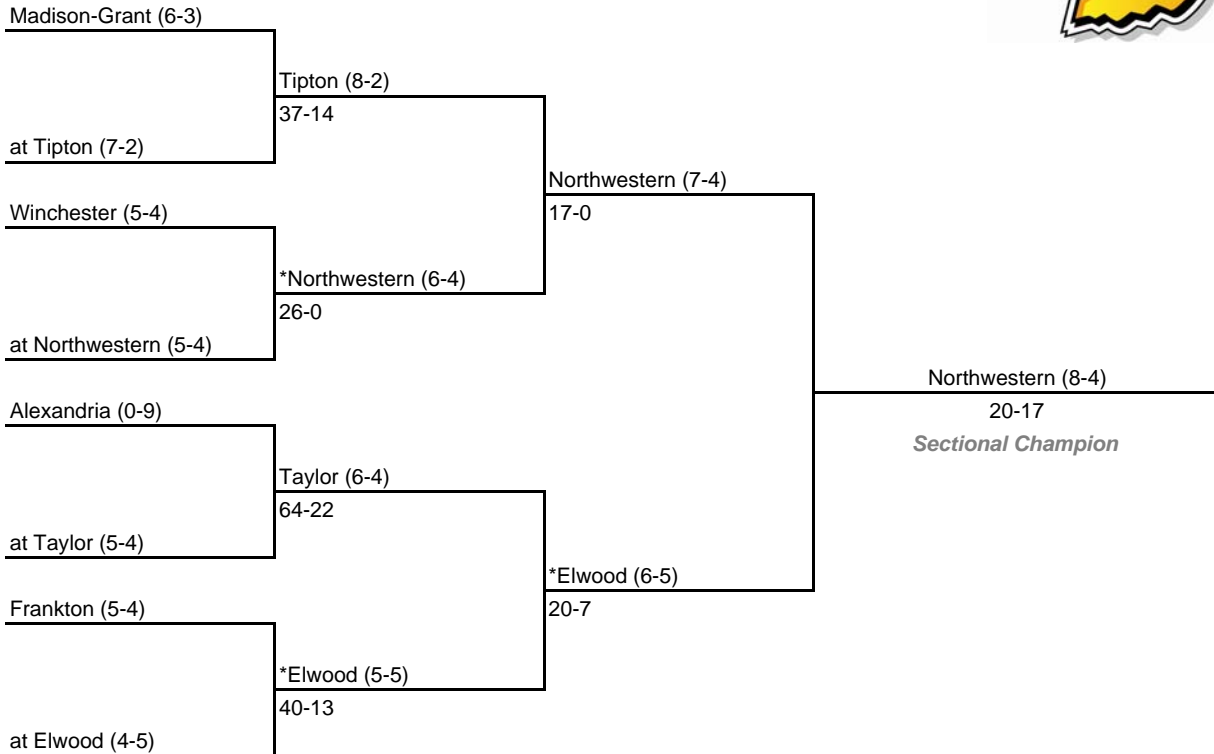 Madison-Grant (6-3)
Tipton (8-2)
37-14
at Tipton (7-2)
Northwestern (7-4)
17-0
Winchester (5-4)
*Northwestern (6-4)
26-0
at Northwestern (5-4)
Northwestern (8-4)
20-17
Sectional Champion
Alexandria (0-9)
Taylor (6-4)
64-22
at Taylor (5-4)
*Elwood (6-5)
20-7
Frankton (5-4)
*Elwood (5-5)
40-13
at Elwood (4-5)